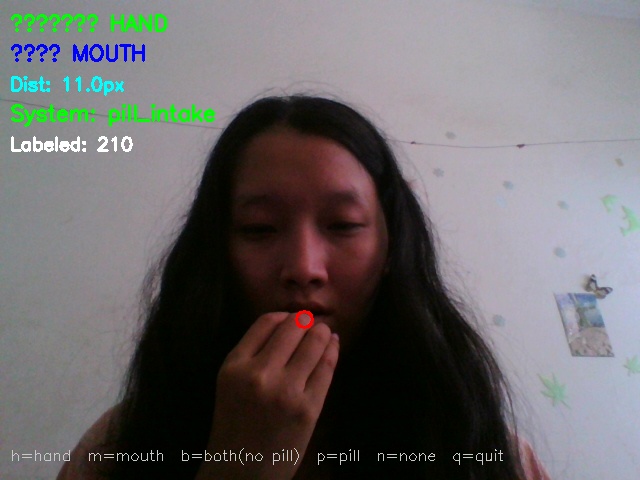 ??????? HAND
???? MOUTH
Dist: 11.0px
System: pill_intake
Labeled: 210
h=hand m=mouth b=both(no pill) p=pill n=none q=quit